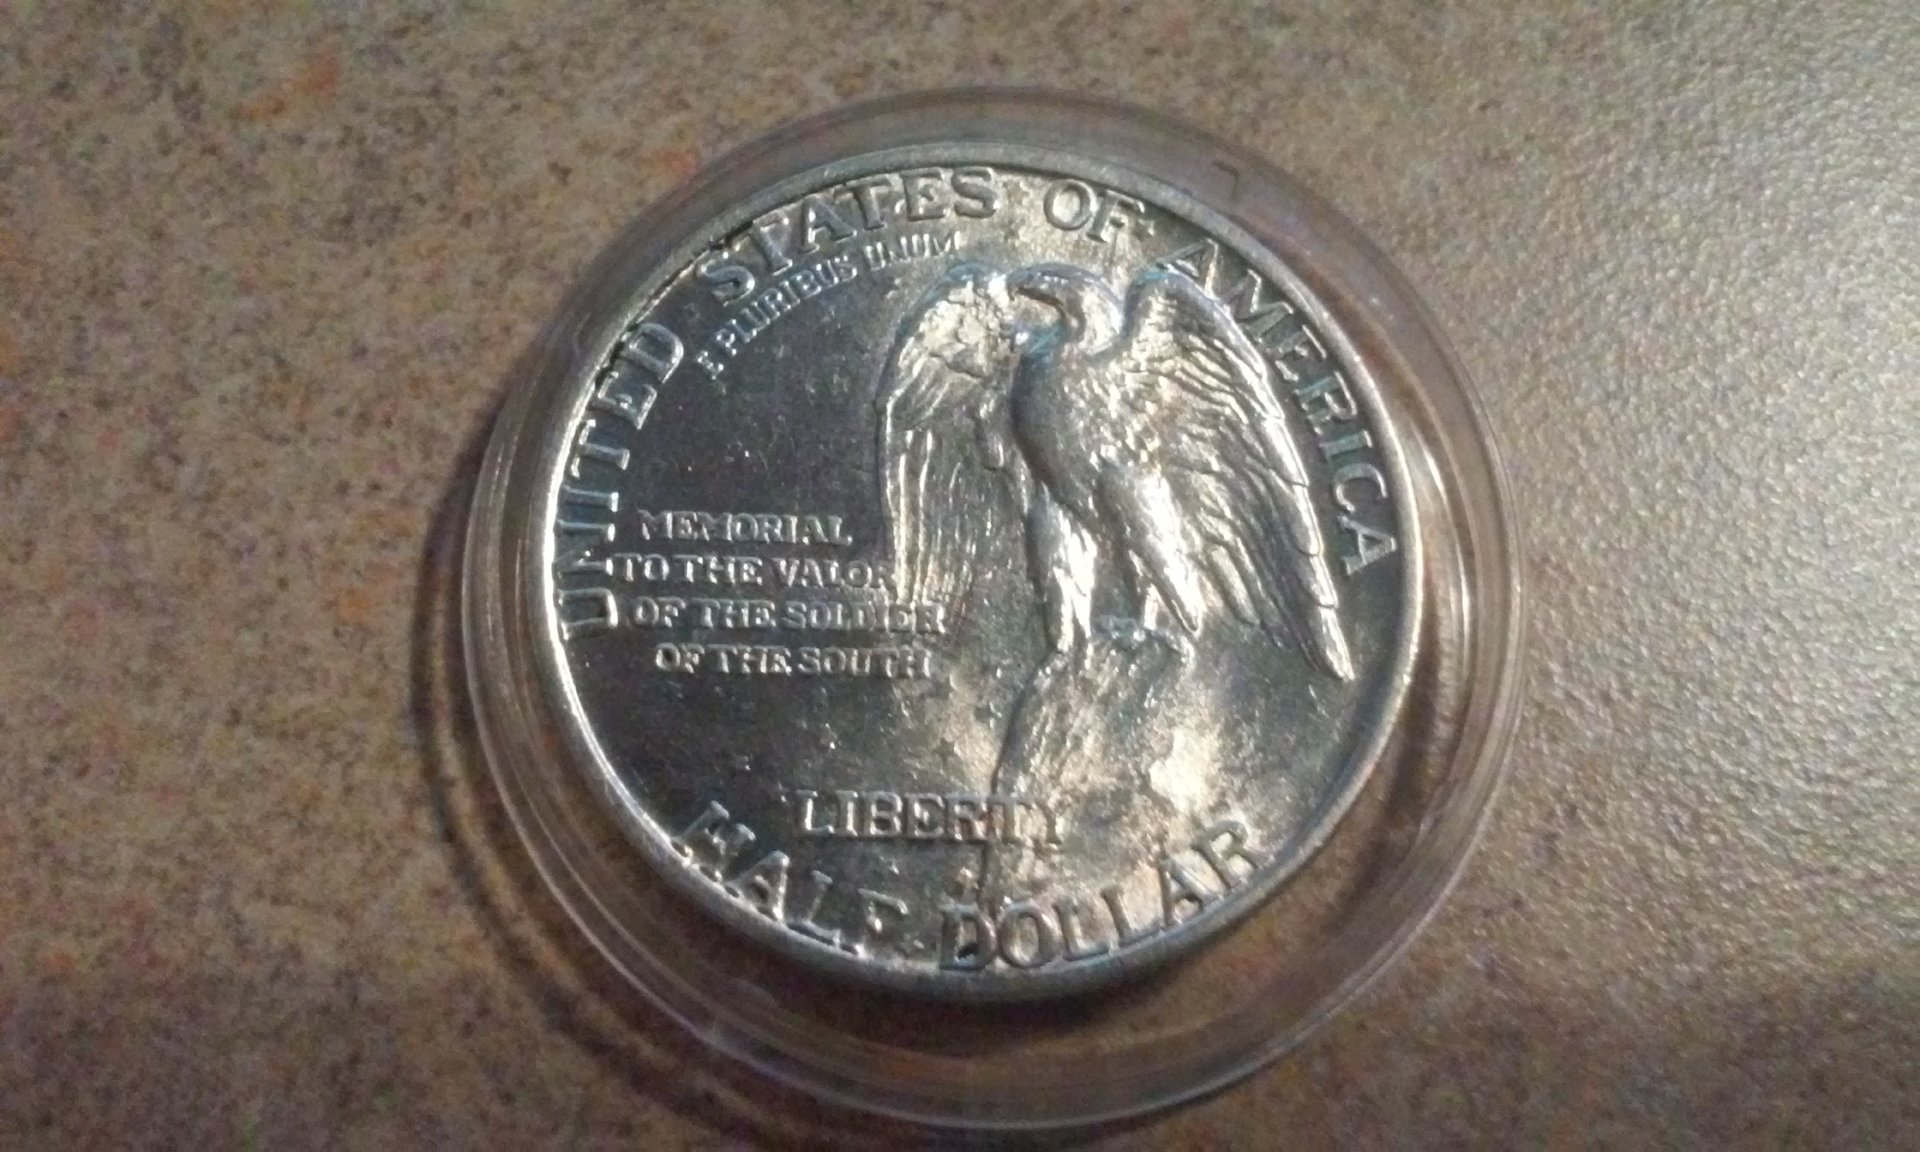 UNITED STATES OF AMERICA
E PLURIBUS UNUM
MEMORIAL
TO THE VALOR
OF THE SOLDIER
OF THE SOUTH
LIBERTY
HALF DOLLAR